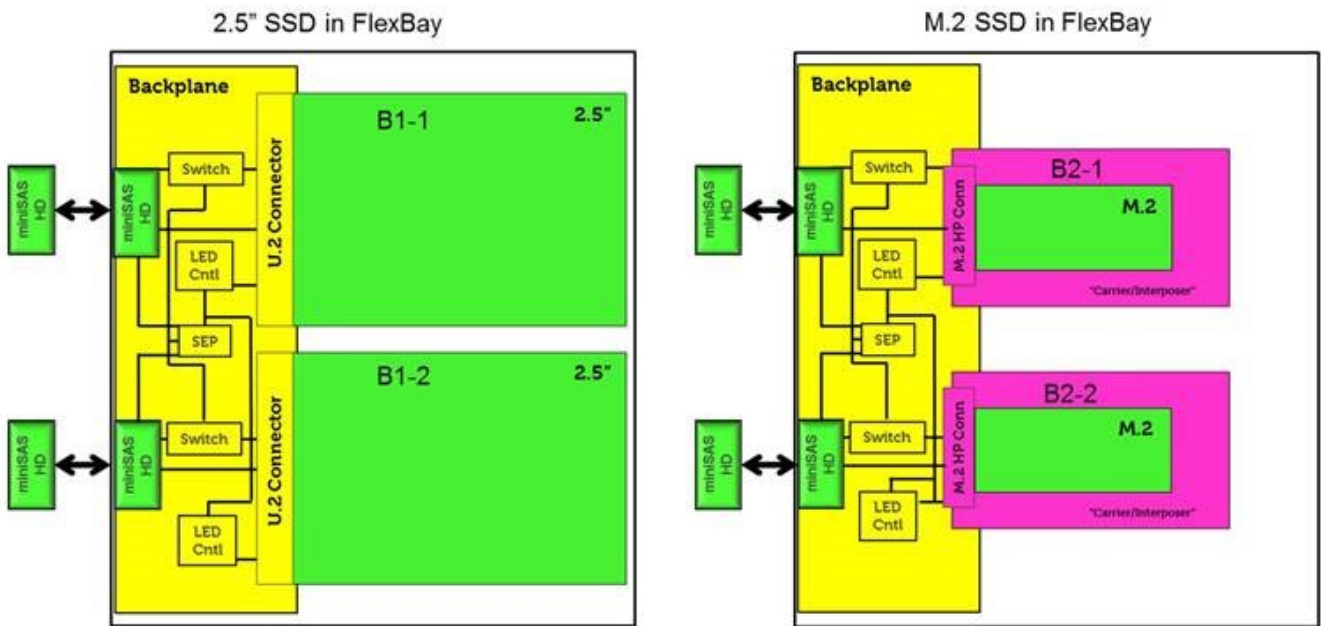 2.5” SSD in FlexBay
Backplane
B1-1
2.5”
Switch
miniSAS
HD
miniSAS
HD
U.2 Connector
LED
Cntl
SEP
B1-2
2.5”
Switch
miniSAS
HD
miniSAS
HD
U.2 Connector
LED
Cntl
M.2 SSD in FlexBay
Backplane
Switch
B2-1
M.2
miniSAS
HD
miniSAS
HD
M.2 HP Conn
LED
Cntl
"Carrier/Interposer"
SEP
B2-2
M.2
Switch
miniSAS
HD
miniSAS
HD
M.2 HP Conn
LED
Cntl
"Carrier/Interposer"